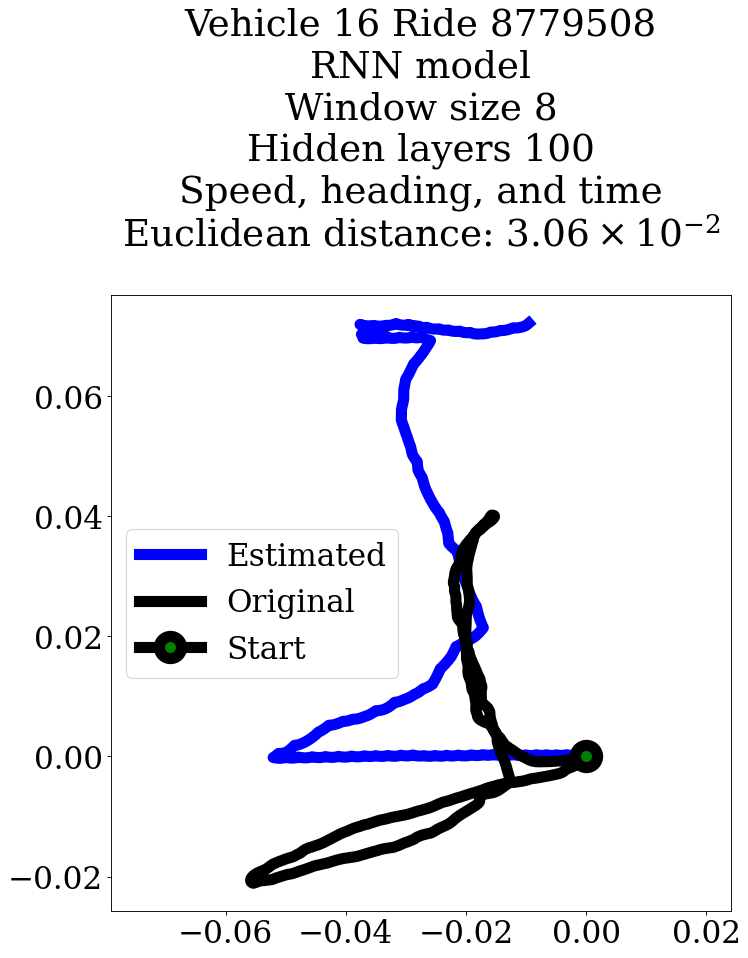 Vehicle 16 Ride 8779508
RNN model
Window size 8
Hidden layers 100
Speed, heading, and time
Euclidean distance: 3.06 × 10⁻²
0.06
0.04
0.02
0.00
−0.02
Estimated
Original
Start
−0.06 −0.04 −0.02 0.00 0.02